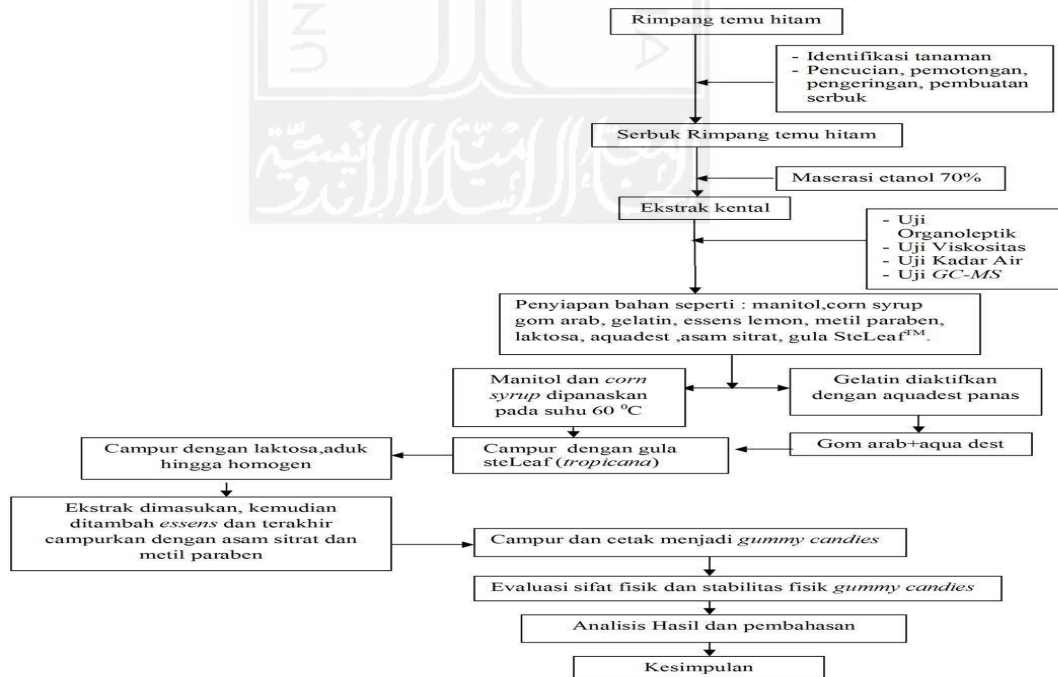 Rimpang temu hitam
- Identifikasi tanaman
- Pencucian, pemotongan,
pengeringan, pembuatan
serbuk
Serbuk Rimpang temu hitam
Maserasi etanol 70%
Ekstrak kental
- Uji
Organoleptik
- Uji Viskositas
- Uji Kadar Air
- Uji GC-MS
Penyiapan bahan seperti : manitol,corn syrup
gom arab, gelatin, essens lemon, metil paraben,
laktosa, aquadest ,asam sitrat, gula SteLeaf™.
Manitol dan corn
syrup dipanaskan
pada suhu 60 ⁰C
Gelatin diaktifkan
dengan aquadest panas
Gom arab+aqua dest
Campur dengan gula
steLeaf (tropicana)
Campur dengan laktosa,aduk
hingga homogen
Ekstrak dimasukan, kemudian
ditambah essens dan terakhir
campurkan dengan asam sitrat dan
metil paraben
Campur dan cetak menjadi gummy candies
Evaluasi sifat fisik dan stabilitas fisik gummy candies
Analisis Hasil dan pembahasan
Kesimpulan